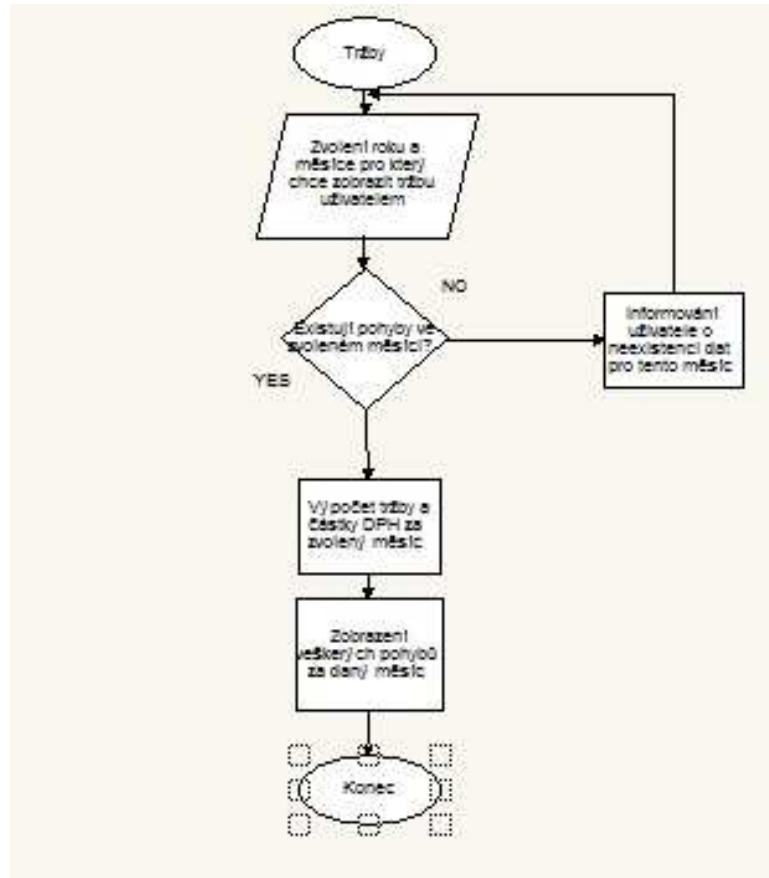 Tržby
Zvolení roku a
měsíce pro který
chce zobrazit tržbu
uživatelem
NO
Existují pohyby ve
zvoleném měsíci?
Informování
uživatele o
neexistenci dat
pro tento měsíc
YES
Výpočet tržby a
částky DPH za
zvolený měsíc
Zobrazení
veškerých pohybů
za daný měsíc
Konec